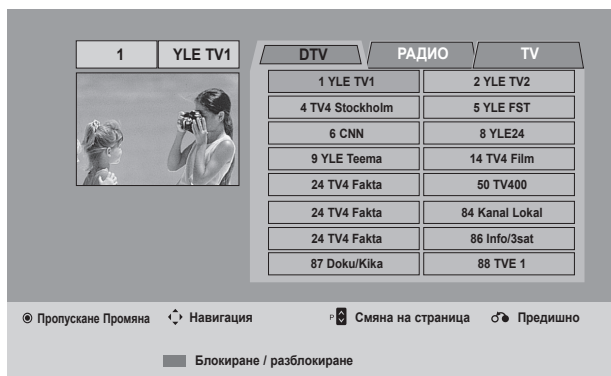 1 YLE TV1
DTV РАДИО TV
1 YLE TV1 2 YLE TV2
4 TV4 Stockholm 5 YLE FST
6 CNN 8 YLE24
9 YLE Teema 14 TV4 Film
24 TV4 Fakta 50 TV400
24 TV4 Fakta 84 Kanal Lokal
24 TV4 Fakta 86 Info/3sat
87 Doku/Kika 88 TVE 1
Пропускане Промяна Навигация P Смяна на страница Предишно
Блокиране / разблокиране